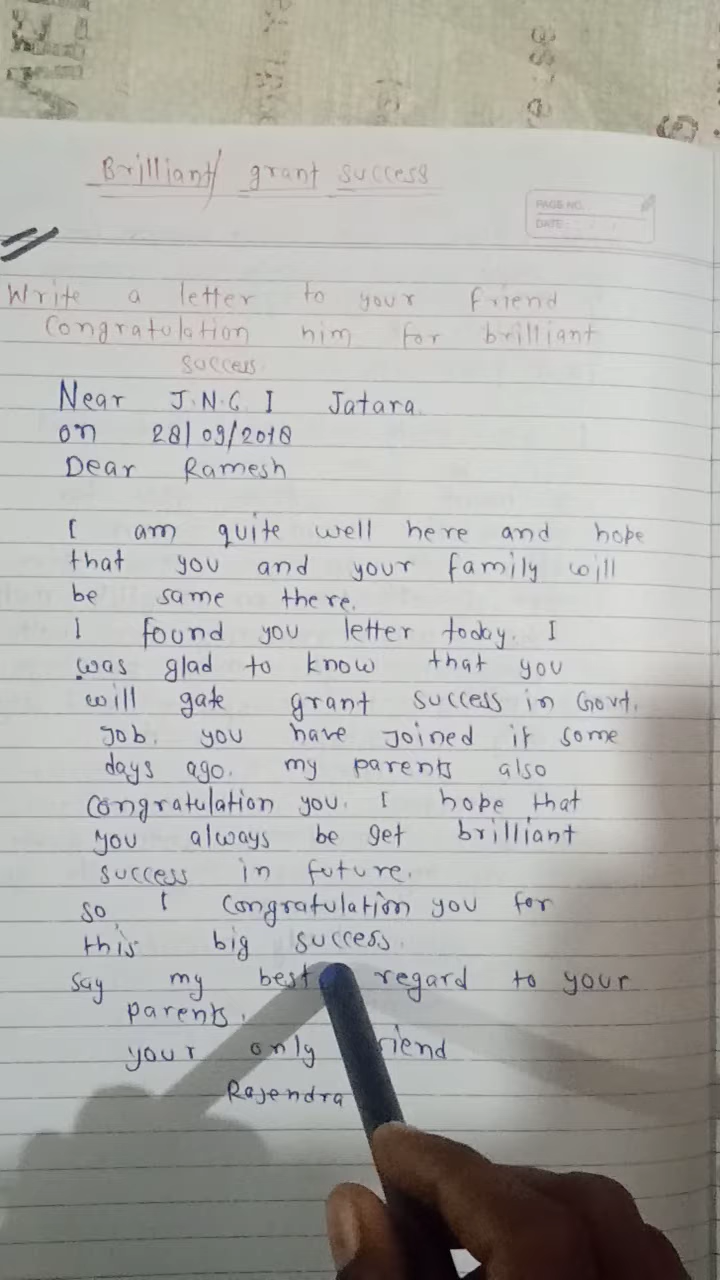 Brilliant/ grant success
PAGE NO.
DATE:
Write a letter to your friend
Congratulation him for brilliant
success
Near J.N.C I Jatara.
on 28/09/2018
Dear Ramesh
I am quite well here and hope
that you and your family will
be same there.
I found you letter today. I
was glad to know that you
will gate grant success in Govt.
Job. you have joined it some
days ago. my parents also
Congratulation you. I hope that
you always be get brilliant
success in future.
so I congratulation you for
this big success.
say my best regard to your
parents.
your only friend
Rajendra